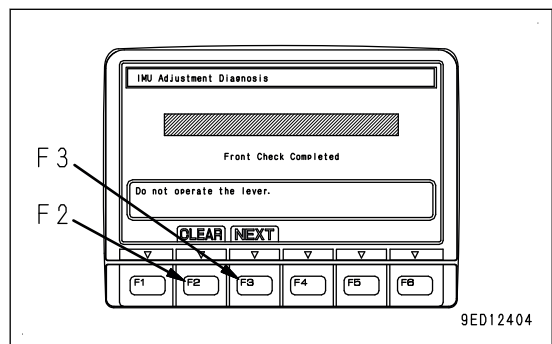 IMU Adjustment Diagnosis
Front Check Completed
F3
Do not operate the lever.
F2
CLEAR NEXT
F1 F2 F3 F4 F5 F6
9ED12404